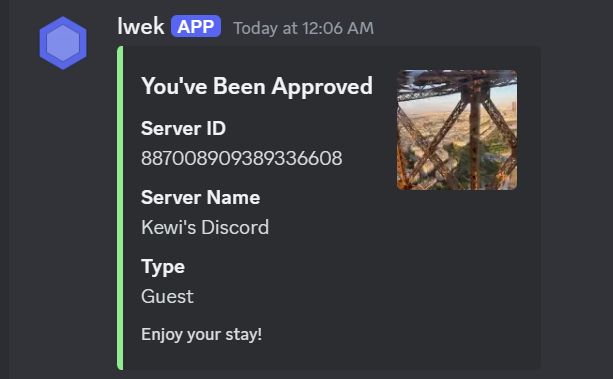 lwek APP Today at 12:06 AM
You've Been Approved
Server ID
887008909389336608
Server Name
Kewi's Discord
Type
Guest
Enjoy your stay!